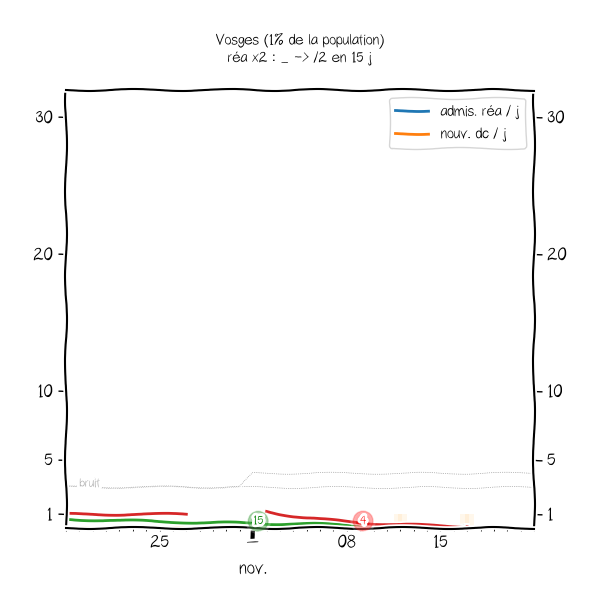 Vosges (1% de la population)
réa x2 : _ -> /2 en 15 j
admis. réa / j
nouv. dc / j
30 30
20 20
10 10
5 5
bruit
1 15 4 1
25 1 08 15
nov.